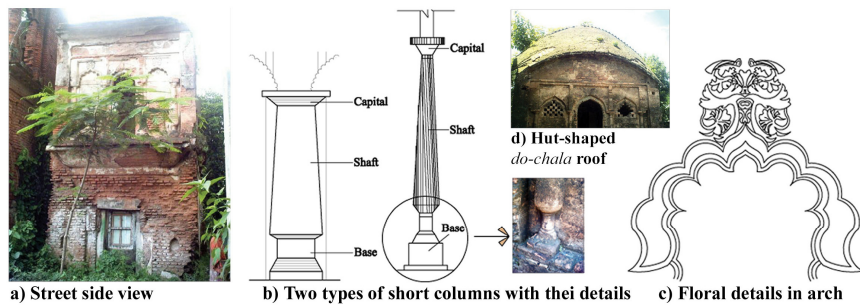 Capital
Shaft
Base
Capital
Shaft
Base
d) Hut-shaped
do-chala roof
a) Street side view
b) Two types of short columns with thei details
c) Floral details in arch